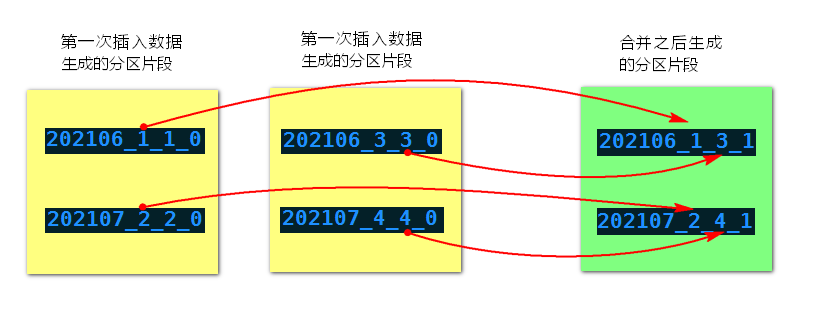 第一次插入数据
生成的分区片段
第一次插入数据
生成的分区片段
合并之后生成
的分区片段
202106_1_1_0
202106_3_3_0
202106_1_3_1
202107_2_2_0
202107_4_4_0
202107_2_4_1